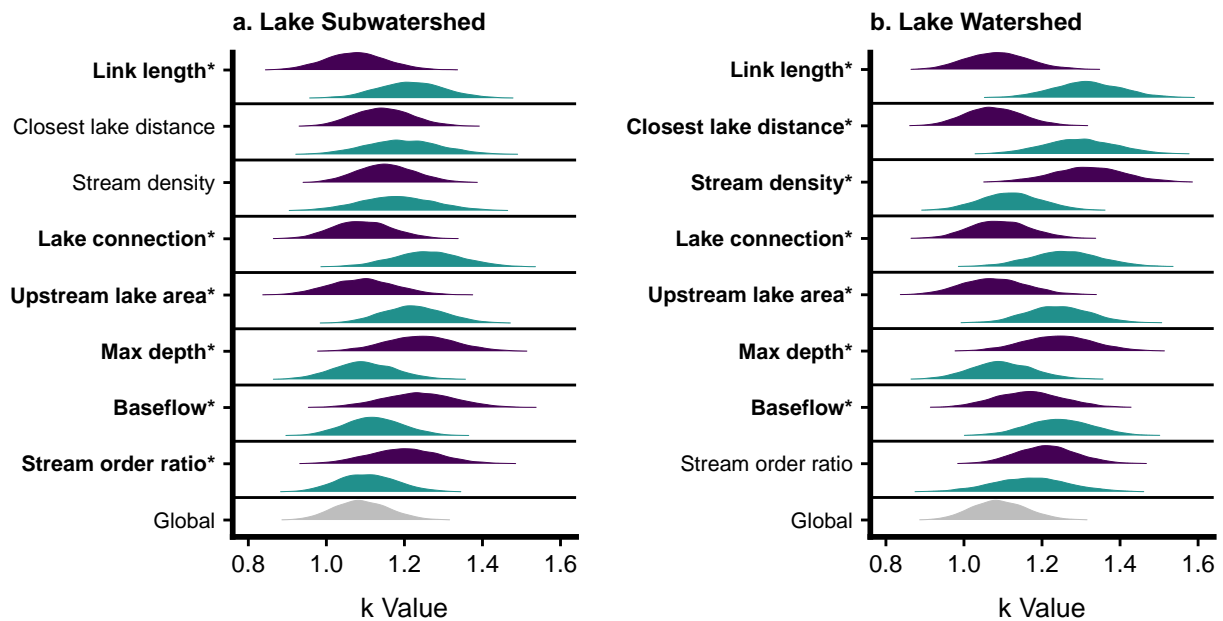 a. Lake Subwatershed
Link length*
Closest lake distance
Stream density
Lake connection*
Upstream lake area*
Max depth*
Baseflow*
Stream order ratio*
Global
0.8 1.0 1.2 1.4 1.6
k Value
b. Lake Watershed
Link length*
Closest lake distance*
Stream density*
Lake connection*
Upstream lake area*
Max depth*
Baseflow*
Stream order ratio
Global
0.8 1.0 1.2 1.4 1.6
k Value